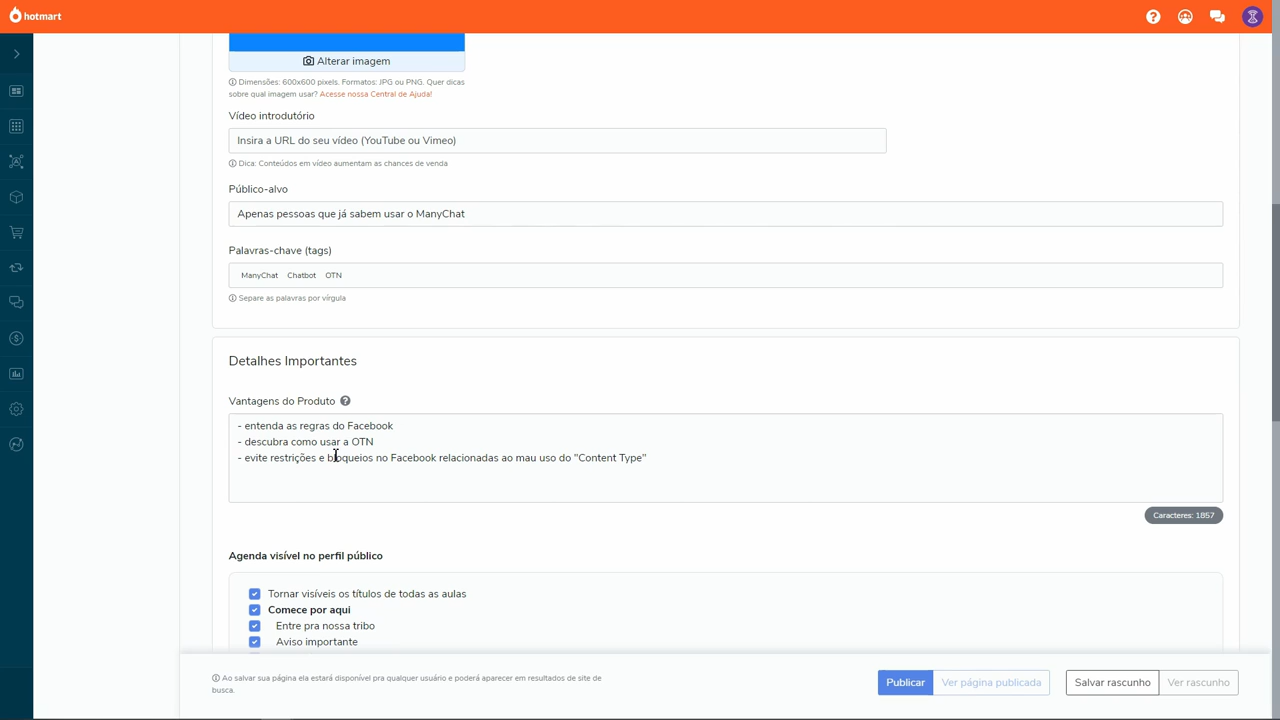 hotmart
Alterar imagem
Dimensões: 600x600 pixels. Formatos: JPG ou PNG. Quer dicas
sobre qual imagem usar? Acesse nossa Central de Ajuda!
Vídeo introdutório
Insira a URL do seu vídeo (YouTube ou Vimeo)
Dica: Conteúdos em vídeo aumentam as chances de venda
Público-alvo
Apenas pessoas que já sabem usar o ManyChat
Palavras-chave (tags)
ManyChat Chatbot OTN
Separe as palavras por vírgula
Detalhes Importantes
Vantagens do Produto
- entenda as regras do Facebook
- descubra como usar a OTN
- evite restrições e bloqueios no Facebook relacionadas ao mau uso do "Content Type"
Caracteres: 1857
Agenda visível no perfil público
Tornar visíveis os títulos de todas as aulas
Comece por aqui
Entre pra nossa tribo
Aviso importante
Ao salvar sua página ela estará disponível pra qualquer usuário e poderá aparecer em resultados de site de
busca.
Publicar
Ver página publicada
Salvar rascunho
Ver rascunho